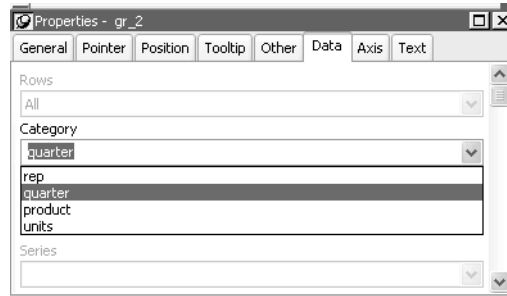 Properties - gr_2
General Pointer Position Tooltip Other Data Axis Text
Rows
All
Category
quarter
rep
quarter
product
units
Series